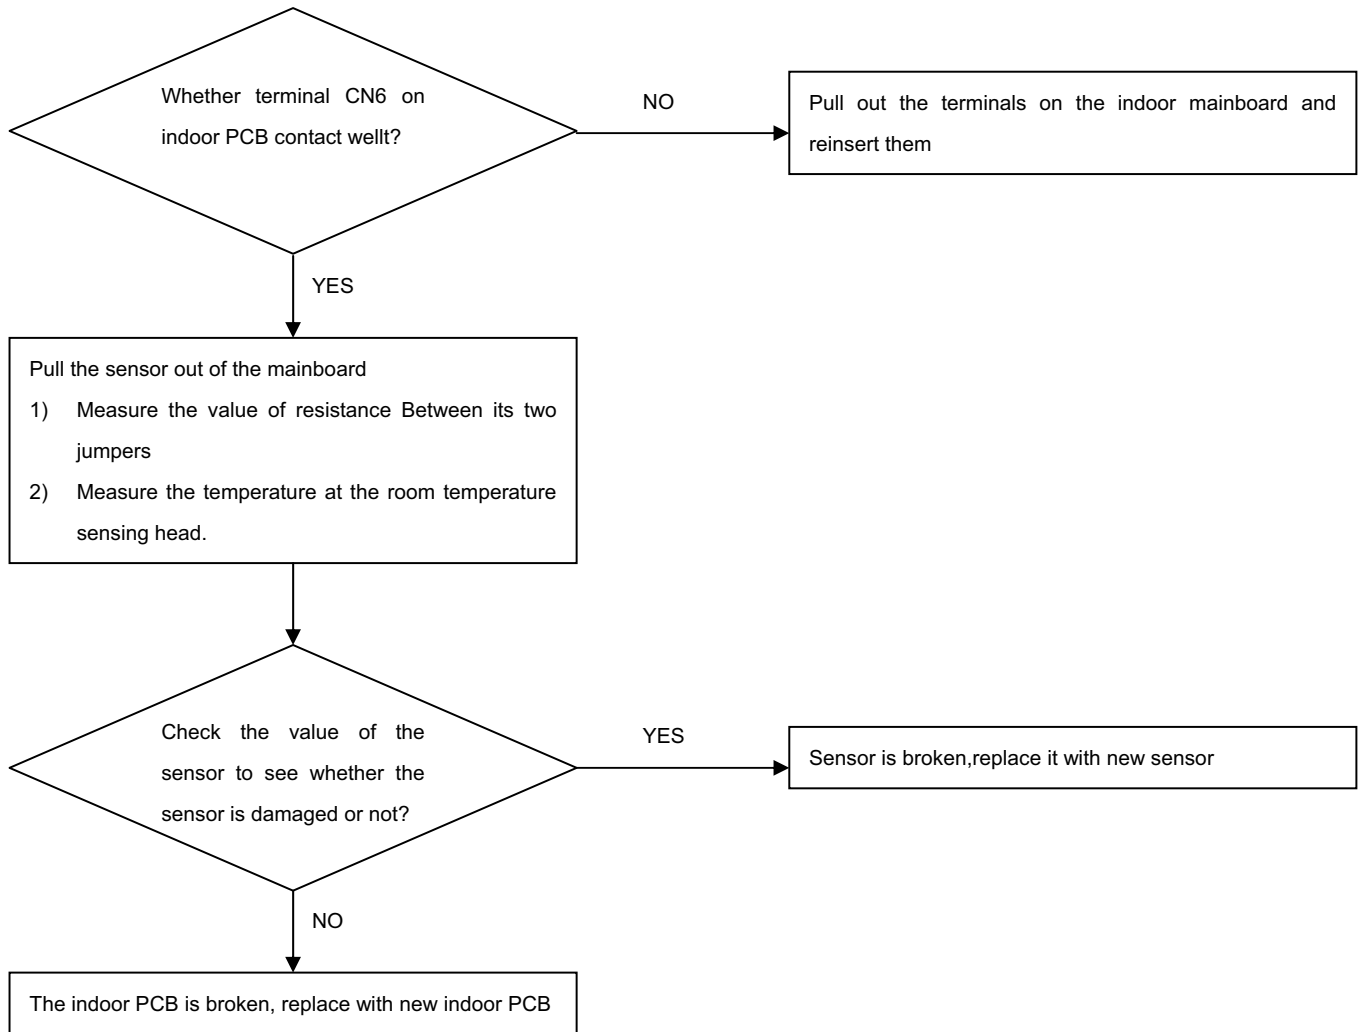 Whether terminal CN6 on
indoor PCB contact wellt?
NO
Pull out the terminals on the indoor mainboard and
reinsert them
YES
Pull the sensor out of the mainboard
1) Measure the value of resistance Between its two
jumpers
2) Measure the temperature at the room temperature
sensing head.
Check the value of the
sensor to see whether the
sensor is damaged or not?
YES
Sensor is broken,replace it with new sensor
NO
The indoor PCB is broken, replace with new indoor PCB